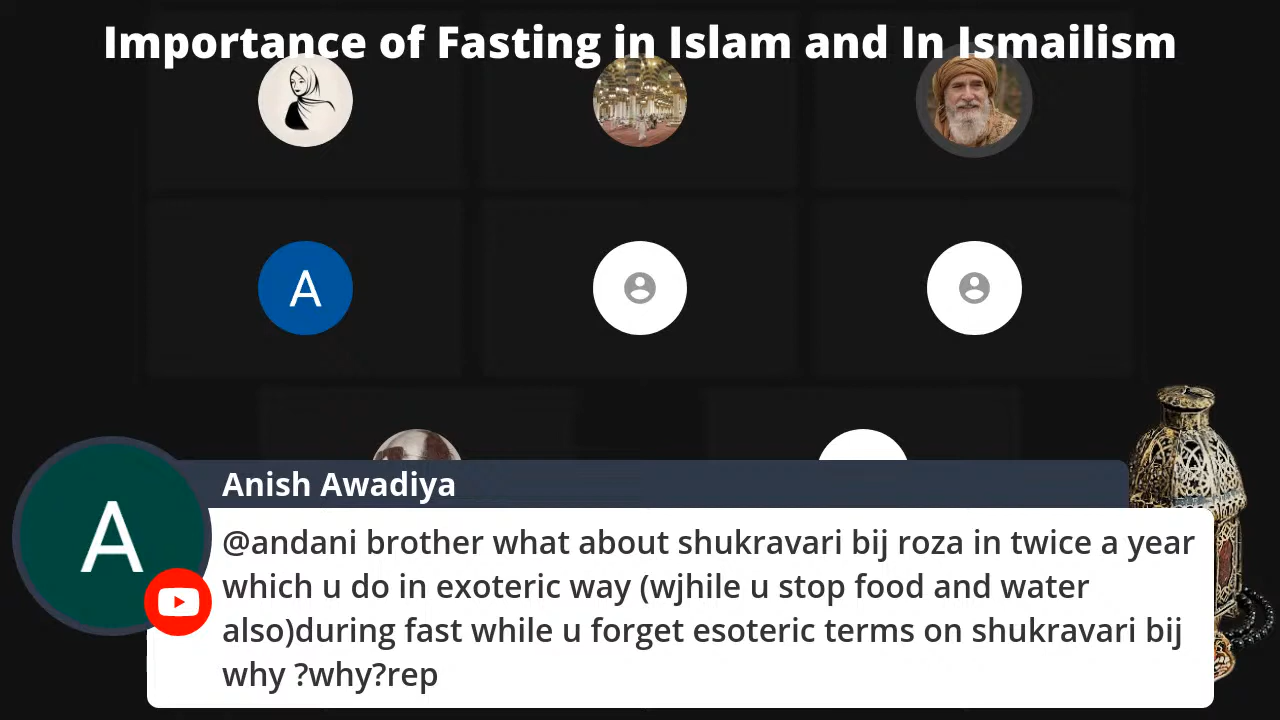 Importance of Fasting in Islam and In Ismailism
A
Anish Awadiya
A
@andani brother what about shukravari bij roza in twice a year
which u do in exoteric way (wjhile u stop food and water
also)during fast while u forget esoteric terms on shukravari bij
why ?why?rep